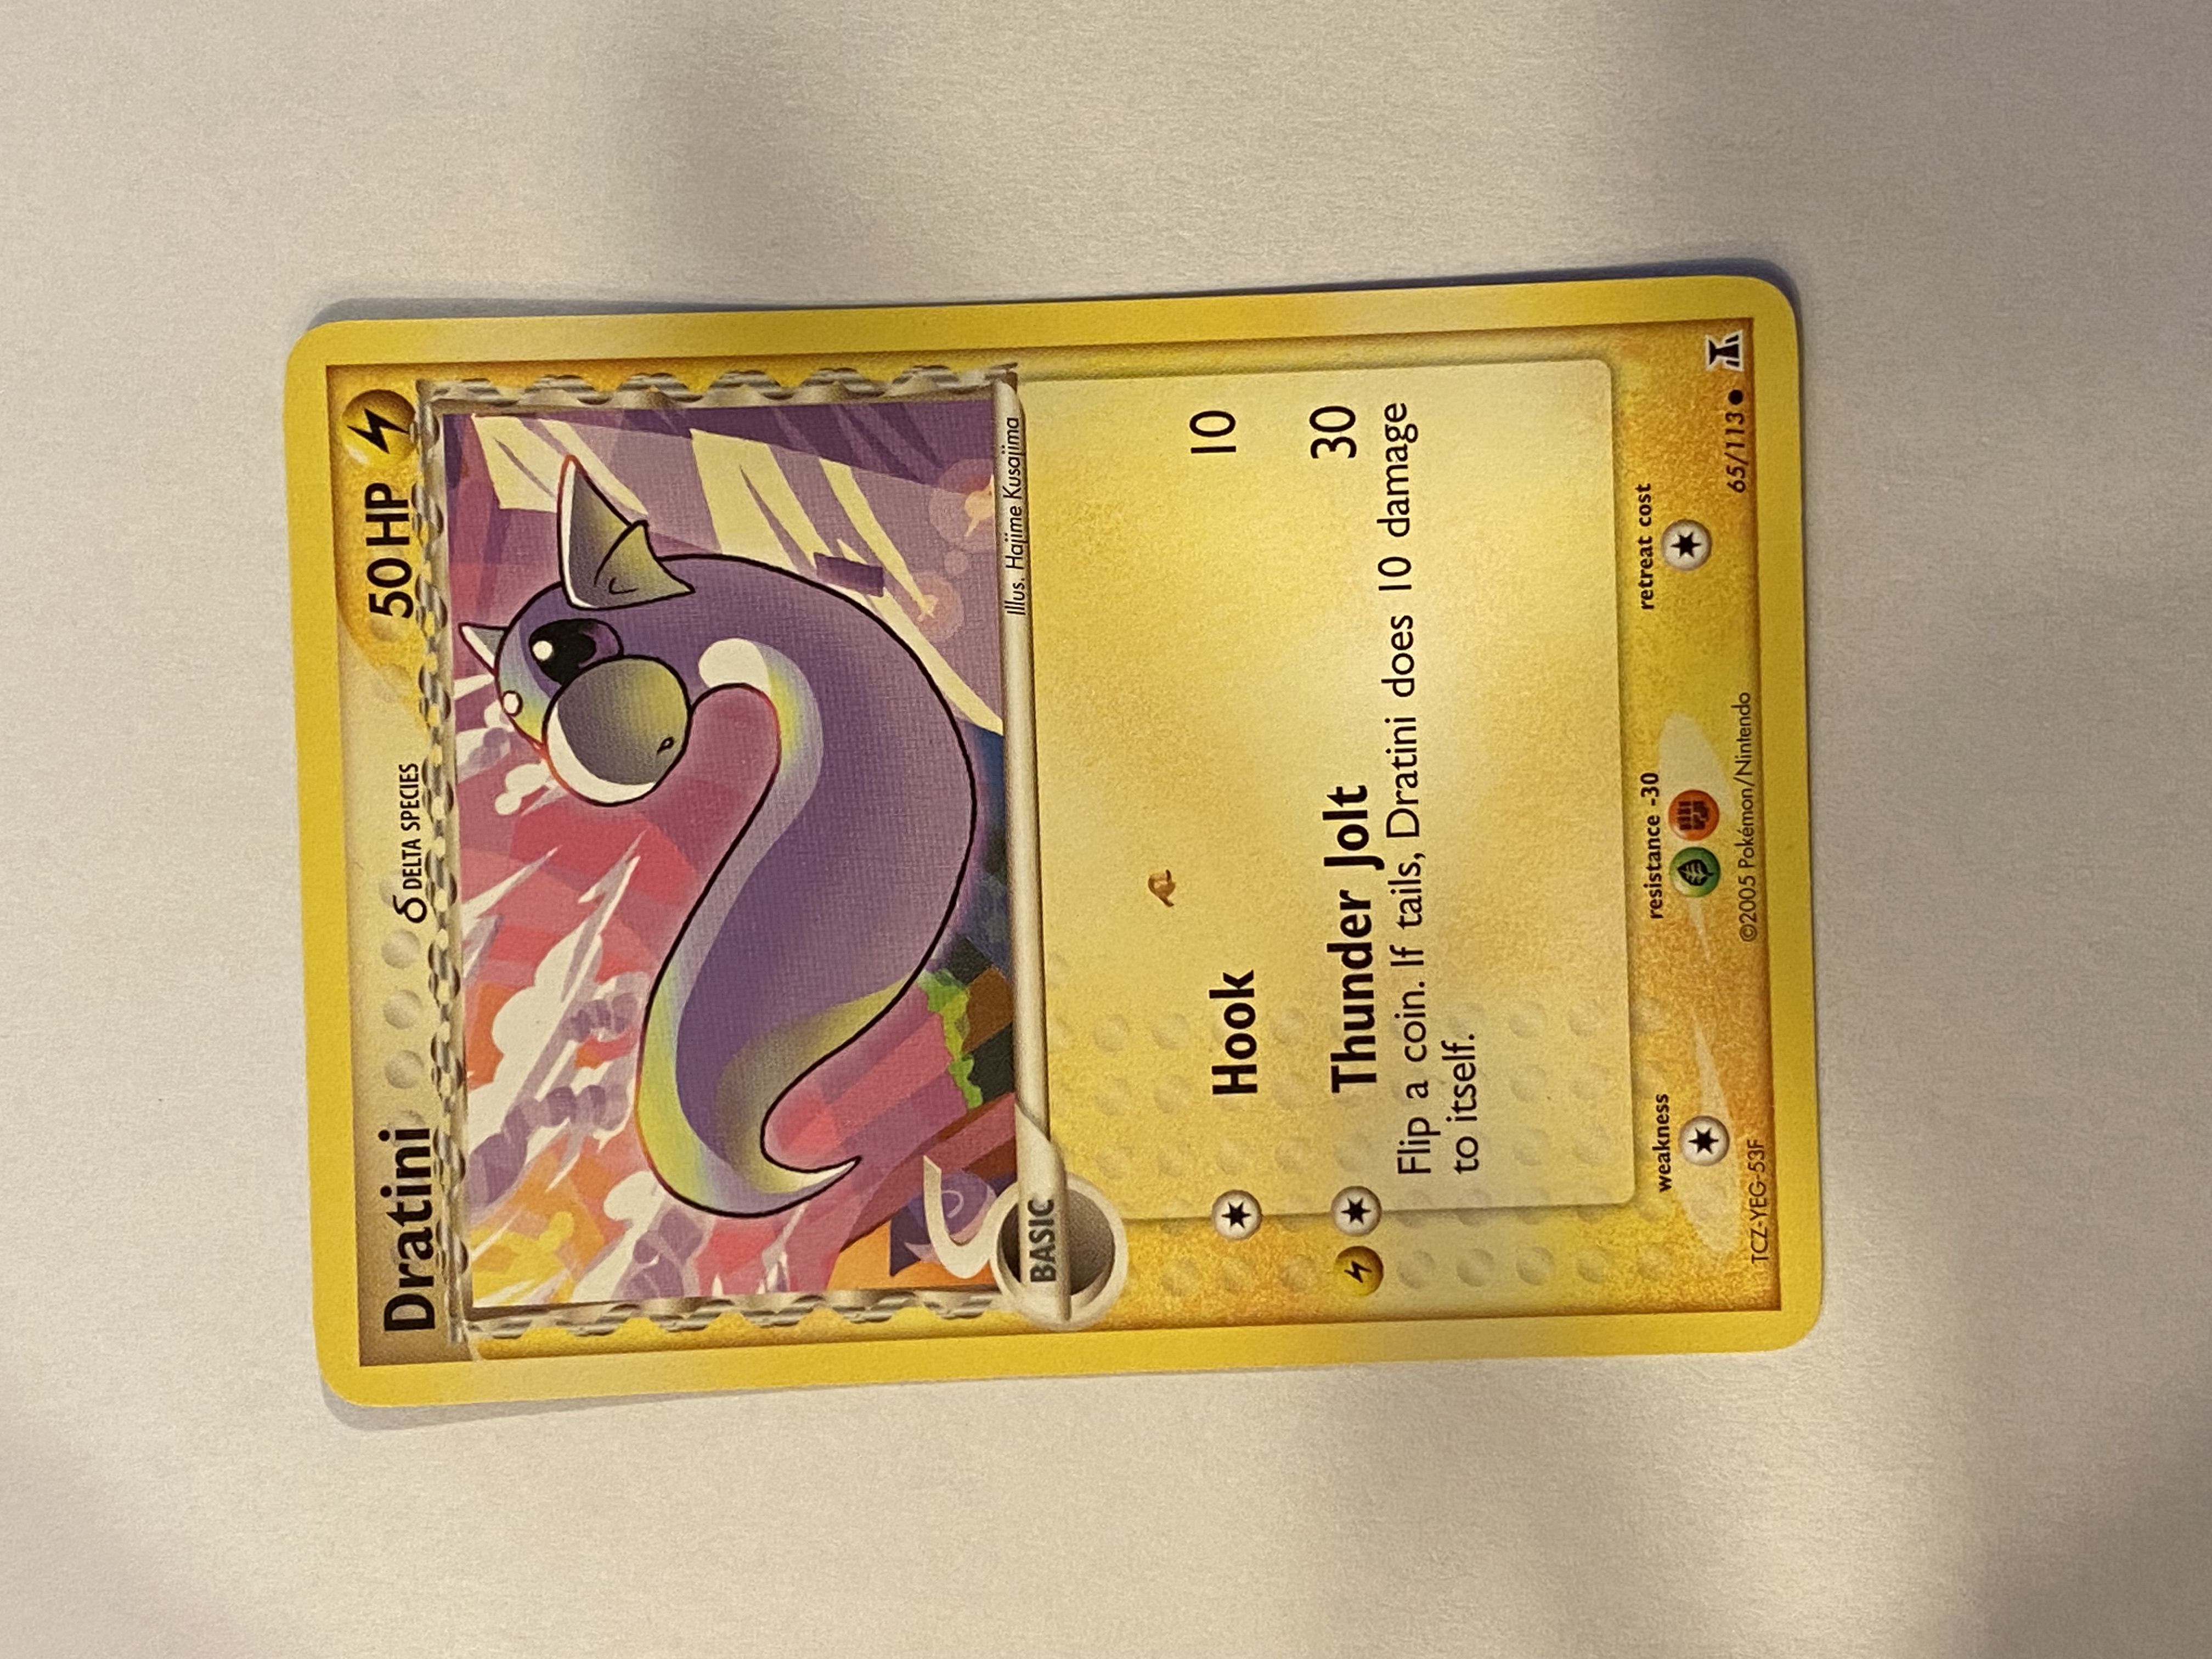 Dratini δ DELTA SPECIES 50 HP
BASIC
Illus. Hajime Kusajima
Hook 10
Thunder Jolt 30
Flip a coin. If tails, Dratini does 10 damage
to itself.
weakness resistance -30 retreat cost
TCZ-YEG-53F ©2005 Pokémon/Nintendo 65/113